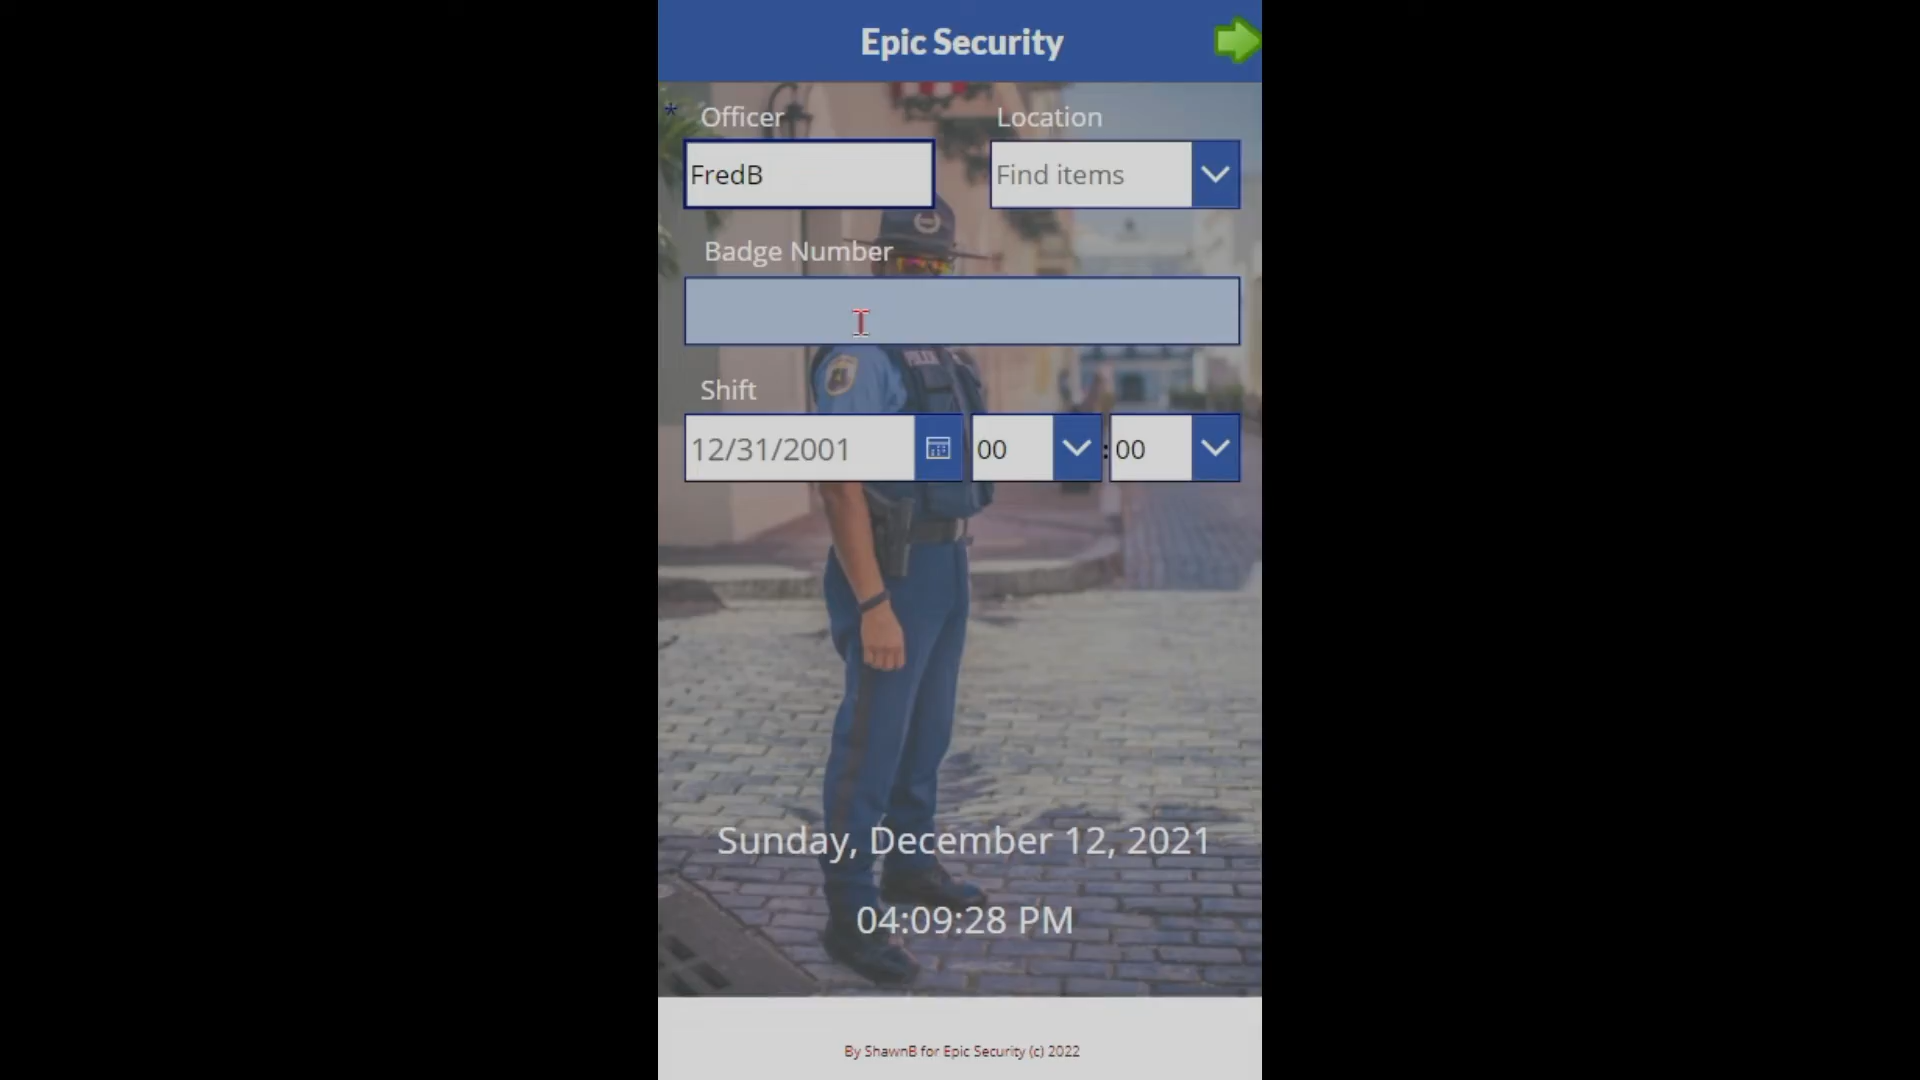 Epic Security
* Officer
Location
FredB
Find items
Badge Number
Shift
12/31/2001
00
:
00
Sunday, December 12, 2021
04:09:28 PM
By ShawnB for Epic Security (c) 2022